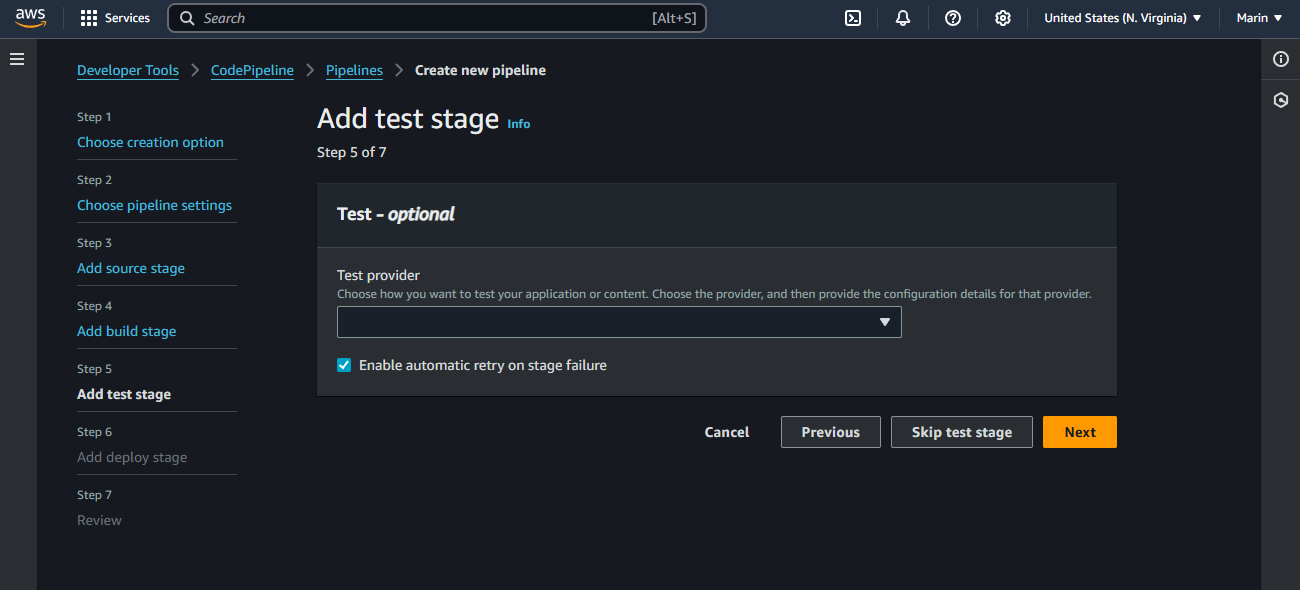 aws Services Search [Alt+S] United States (N. Virginia) Marin
Developer Tools CodePipeline Pipelines Create new pipeline
Step 1
Choose creation option
Step 2
Choose pipeline settings
Step 3
Add source stage
Step 4
Add build stage
Step 5
Add test stage
Step 6
Add deploy stage
Step 7
Review
Add test stage Info
Step 5 of 7
Test - optional
Test provider
Choose how you want to test your application or content. Choose the provider, and then provide the configuration details for that provider.
Enable automatic retry on stage failure
Cancel Previous Skip test stage Next